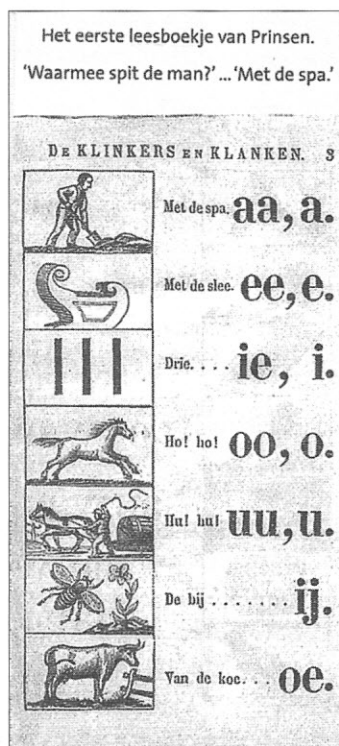 Het eerste leesboekje van Prinsen.
'Waarmee spit de man?' ... 'Met de spa.'
DE KLINKERS EN KLANKEN. 3
Met de spa. aa, a.
Met de slee. ee, e.
Drie. . . . ie, i.
Ho! ho! oo, o.
Hu! hu! uu, u.
De bij . . . . . . . ij.
Van de koe. . . oe.